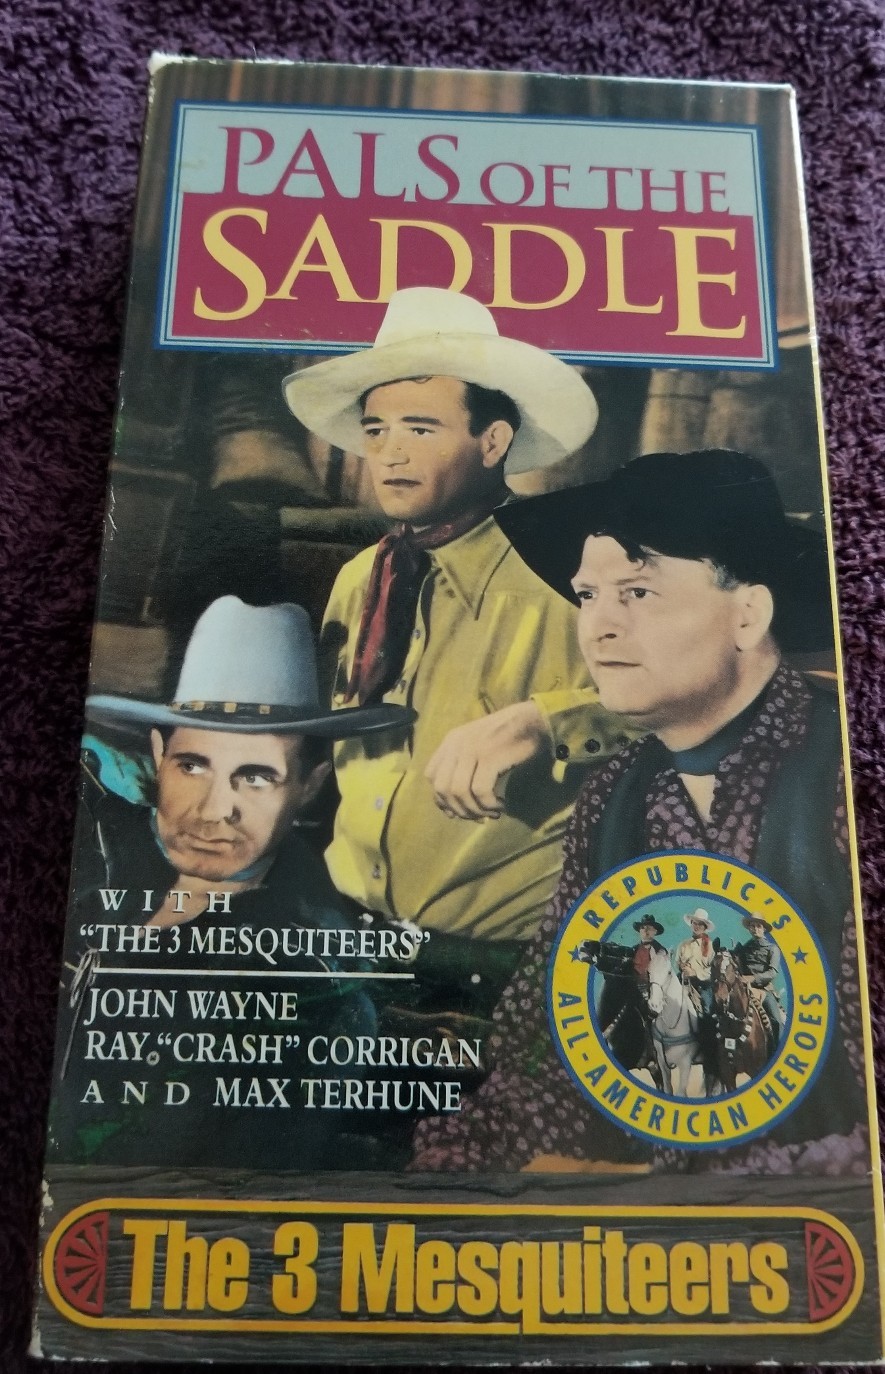 PALS OF THE
SADDLE
WITH
“THE 3 MESQUITEERS”
JOHN WAYNE
RAY “CRASH” CORRIGAN
AND MAX TERHUNE
REPUBLIC'S
ALL-AMERICAN HEROES
The 3 Mesquiteers